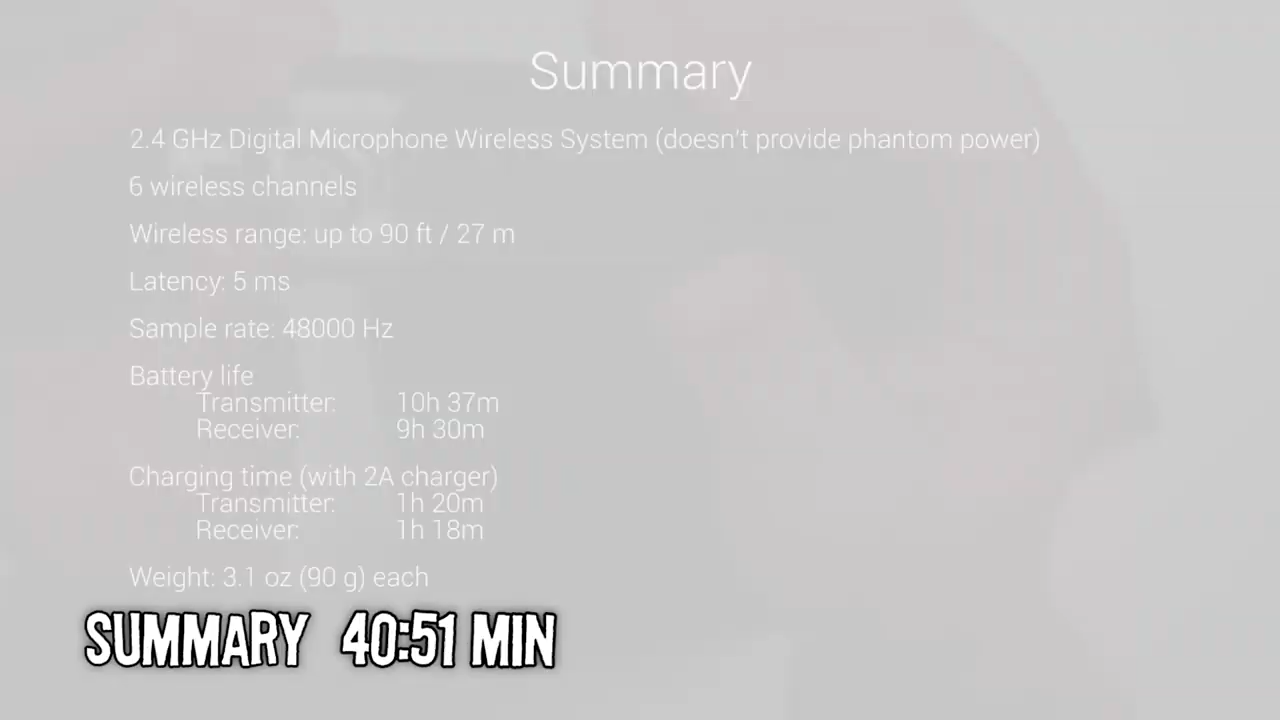 Summary
2.4 GHz Digital Microphone Wireless System (doesn't provide phantom power)
6 wireless channels
Wireless range: up to 90 ft / 27 m
Latency: 5 ms
Sample rate: 48000 Hz
Battery life
Transmitter: 10h 37m
Receiver: 9h 30m
Charging time (with 2A charger)
Transmitter: 1h 20m
Receiver: 1h 18m
Weight: 3.1 oz (90 g) each
SUMMARY 40:51 MIN